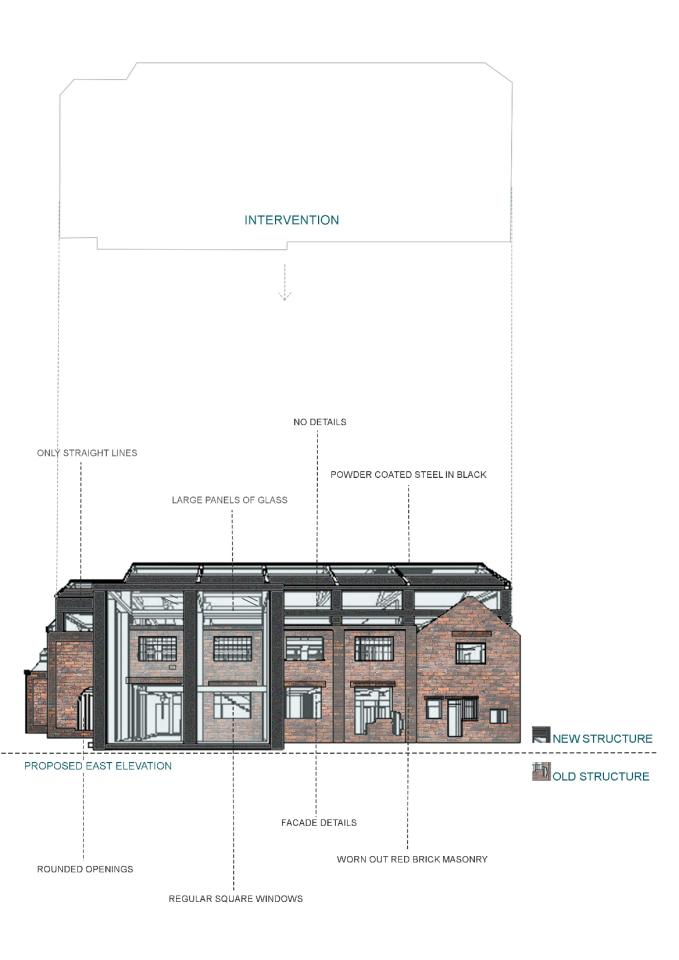 INTERVENTION
NO DETAILS
ONLY STRAIGHT LINES
POWDER COATED STEEL IN BLACK
LARGE PANELS OF GLASS
NEW STRUCTURE
PROPOSED EAST ELEVATION
OLD STRUCTURE
FACADE DETAILS
WORN OUT RED BRICK MASONRY
ROUNDED OPENINGS
REGULAR SQUARE WINDOWS